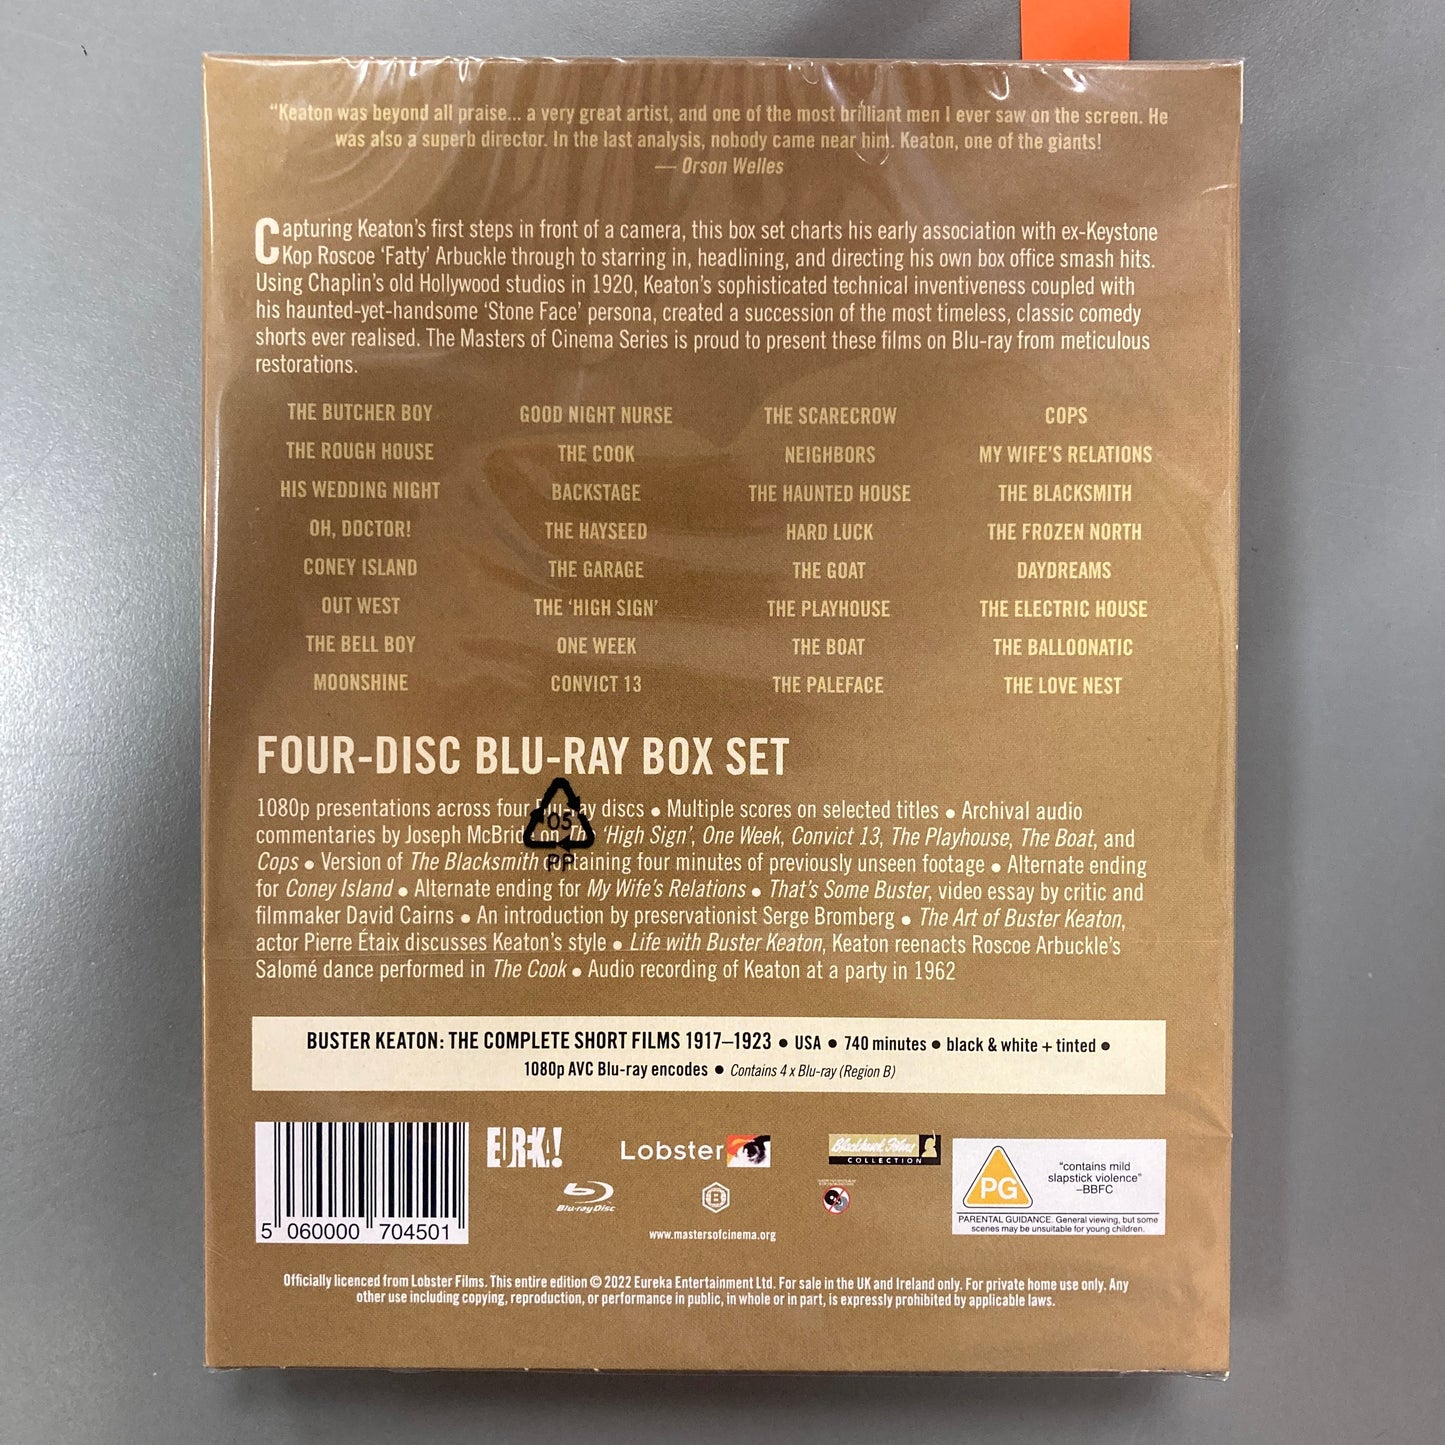 “Keaton was beyond all praise... a very great artist, and one of the most brilliant men I ever saw on the screen. He
was also a superb director. In the last analysis, nobody came near him. Keaton, one of the giants!
— Orson Welles
Capturing Keaton’s first steps in front of a camera, this box set charts his early association with ex-Keystone
Kop Roscoe ‘Fatty’ Arbuckle through to starring in, headlining, and directing his own box office smash hits.
Using Chaplin’s old Hollywood studios in 1920, Keaton’s sophisticated technical inventiveness coupled with
his haunted-yet-handsome ‘Stone Face’ persona, created a succession of the most timeless, classic comedy
shorts ever realised. The Masters of Cinema Series is proud to present these films on Blu-ray from meticulous
restorations.
THE BUTCHER BOY
THE ROUGH HOUSE
HIS WEDDING NIGHT
OH, DOCTOR!
CONEY ISLAND
OUT WEST
THE BELL BOY
MOONSHINE
GOOD NIGHT NURSE
THE COOK
BACKSTAGE
THE HAYSEED
THE GARAGE
THE ‘HIGH SIGN’
ONE WEEK
CONVICT 13
THE SCARECROW
NEIGHBORS
THE HAUNTED HOUSE
HARD LUCK
THE GOAT
THE PLAYHOUSE
THE BOAT
THE PALEFACE
COPS
MY WIFE’S RELATIONS
THE BLACKSMITH
THE FROZEN NORTH
DAYDREAMS
THE ELECTRIC HOUSE
THE BALLOONATIC
THE LOVE NEST
FOUR-DISC BLU-RAY BOX SET
1080p presentations across four Blu-ray discs ● Multiple scores on selected titles ● Archival audio
commentaries by Joseph McBride on The ‘High Sign’, One Week, Convict 13, The Playhouse, The Boat, and
Cops ● Version of The Blacksmith containing four minutes of previously unseen footage ● Alternate ending
for Coney Island ● Alternate ending for My Wife’s Relations ● That’s Some Buster, video essay by critic and
filmmaker David Cairns ● An introduction by preservationist Serge Bromberg ● The Art of Buster Keaton,
actor Pierre Étaix discusses Keaton’s style ● Life with Buster Keaton, Keaton reenacts Roscoe Arbuckle’s
Salomé dance performed in The Cook ● Audio recording of Keaton at a party in 1962
05
PP
BUSTER KEATON: THE COMPLETE SHORT FILMS 1917–1923 ● USA ● 740 minutes ● black & white + tinted ●
1080p AVC Blu-ray encodes ● Contains 4 x Blu-ray (Region B)
5 060000 704501
EUREKA!
Lobster
Blackhawk Films
COLLECTION
Blu-ray Disc
B
www.mastersofcinema.org
PG
“contains mild
slapstick violence”
–BBFC
PARENTAL GUIDANCE. General viewing, but some
scenes may be unsuitable for young children.
Officially licenced from Lobster Films. This entire edition © 2022 Eureka Entertainment Ltd. For sale in the UK and Ireland only. For private home use only. Any
other use including copying, reproduction, or performance in public, in whole or in part, is expressly prohibited by applicable laws.